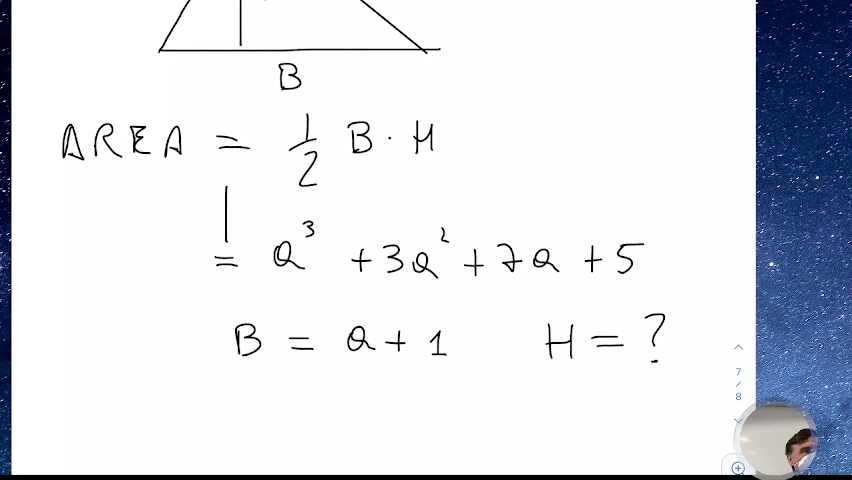 B
AREA = 1/2 B · H
= a³ + 3a² + 7a + 5
B = a + 1 H = ?
7
/
8